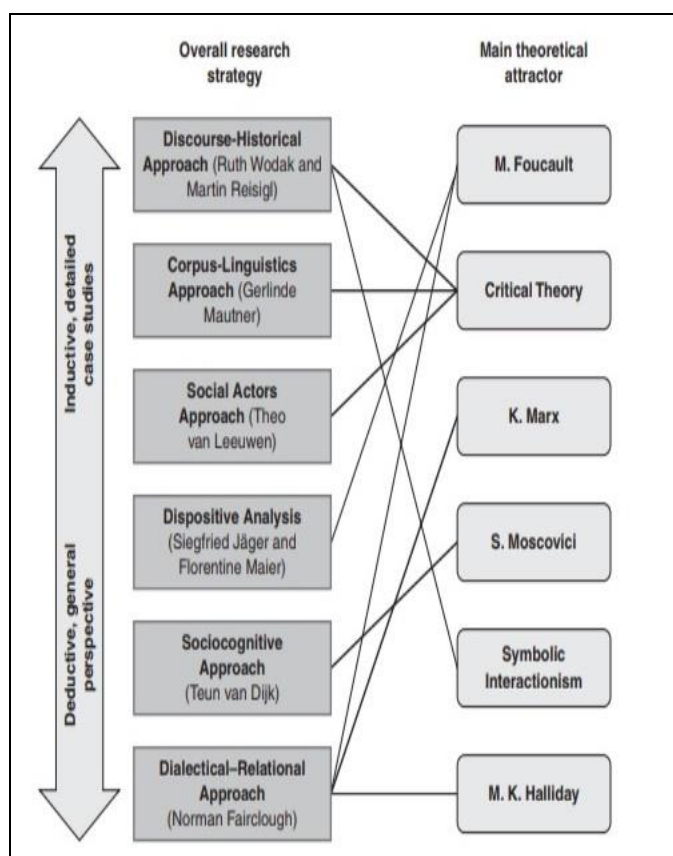 Overall research
strategy
Main theoretical
attractor
Inductive, detailed
case studies
Deductive, general
perspective
Discourse-Historical
Approach (Ruth Wodak and
Martin Reisigl)
M. Foucault
Corpus-Linguistics
Approach (Gerlinde
Mautner)
Critical Theory
Social Actors
Approach (Theo
van Leeuwen)
K. Marx
Dispositive Analysis
(Siegfried Jäger and
Florentine Maier)
S. Moscovici
Sociocognitive
Approach
(Teun van Dijk)
Symbolic
Interactionism
Dialectical–Relational
Approach
(Norman Fairclough)
M. K. Halliday